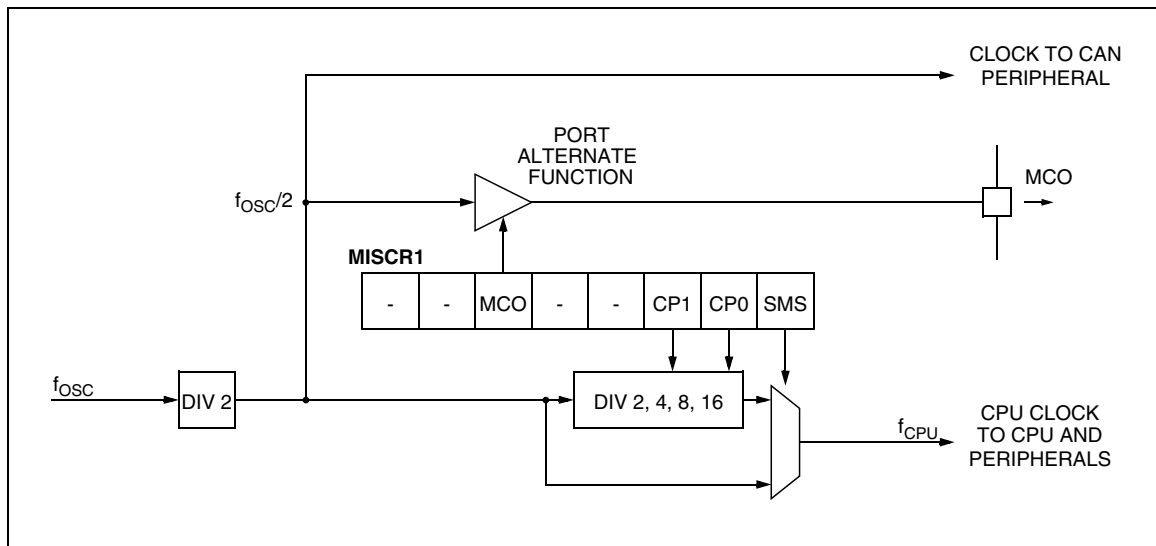 CLOCK TO CAN
PERIPHERAL
PORT
ALTERNATE
FUNCTION
MCO
fOSC/2
MISCR1
- - MCO - - CP1 CP0 SMS
fOSC
DIV 2
DIV 2, 4, 8, 16
fCPU
CPU CLOCK
TO CPU AND
PERIPHERALS